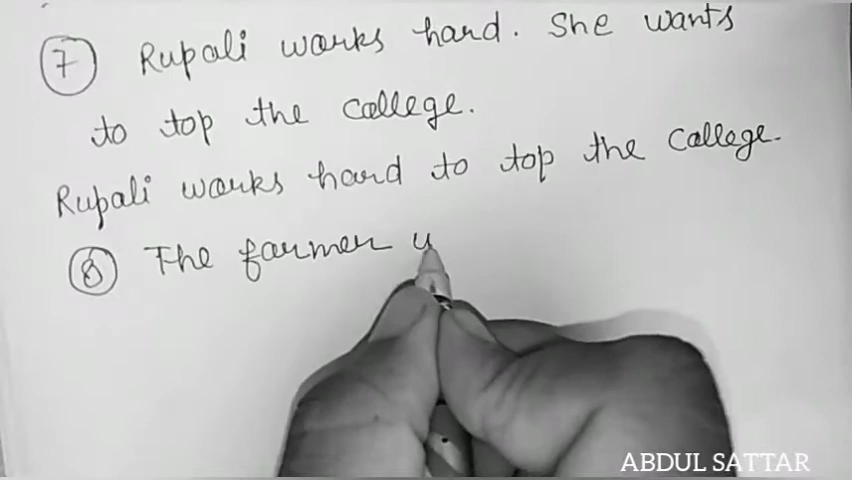 7 Rupali works hard. She wants
to top the college.
Rupali works hard to top the college.
8 The farmer
ABDUL SATTAR